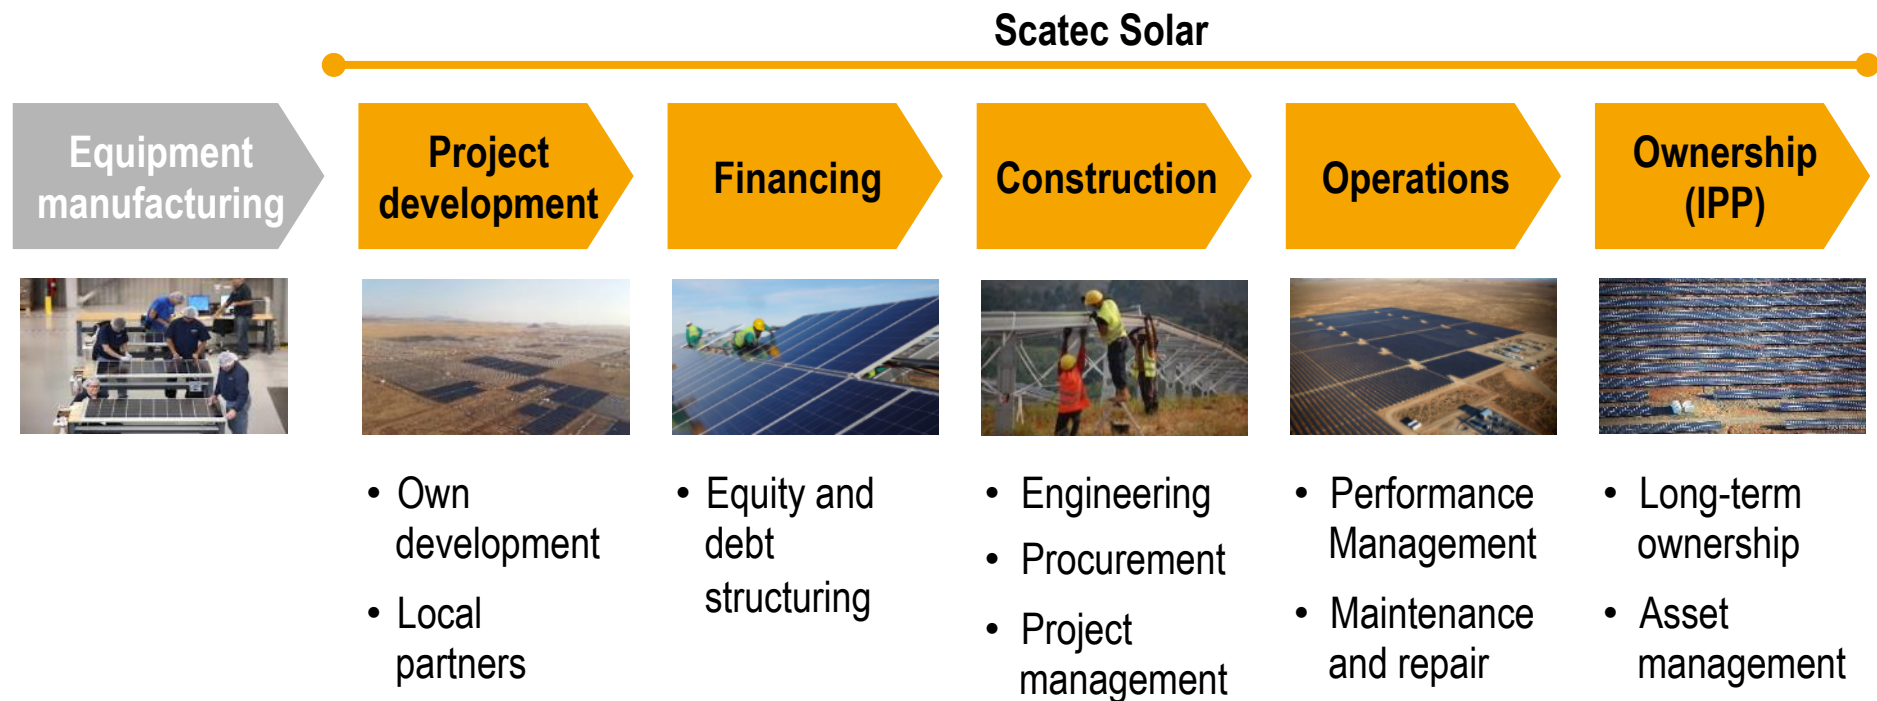 Scatec Solar
Equipment
manufacturing
Project
development
Financing
Construction
Operations
Ownership
(IPP)
• Own
development
• Local
partners
• Equity and
debt
structuring
• Engineering
• Procurement
• Project
management
• Performance
Management
• Maintenance
and repair
• Long-term
ownership
• Asset
management